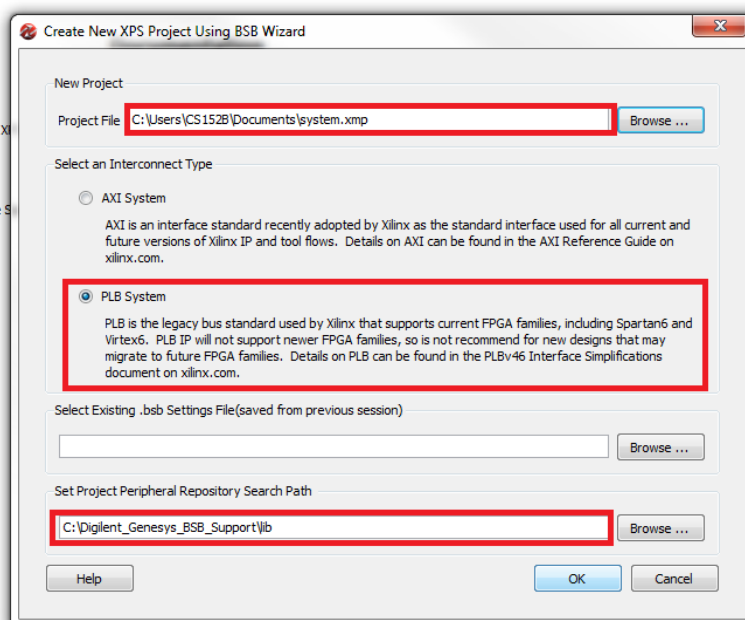 Create New XPS Project Using BSB Wizard
New Project
Project File C:\Users\CS152B\Documents\system.xmp Browse ...
Select an Interconnect Type
AXI System
AXI is an interface standard recently adopted by Xilinx as the standard interface used for all current and
future versions of Xilinx IP and tool flows. Details on AXI can be found in the AXI Reference Guide on
xilinx.com.
PLB System
PLB is the legacy bus standard used by Xilinx that supports current FPGA families, including Spartan6 and
Virtex6. PLB IP will not support newer FPGA families, so is not recommend for new designs that may
migrate to future FPGA families. Details on PLB can be found in the PLBv46 Interface Simplifications
document on xilinx.com.
Select Existing .bsb Settings File(saved from previous session)
Browse ...
Set Project Peripheral Repository Search Path
C:\Digilent_Genesys_BSB_Support\lib Browse ...
Help OK Cancel